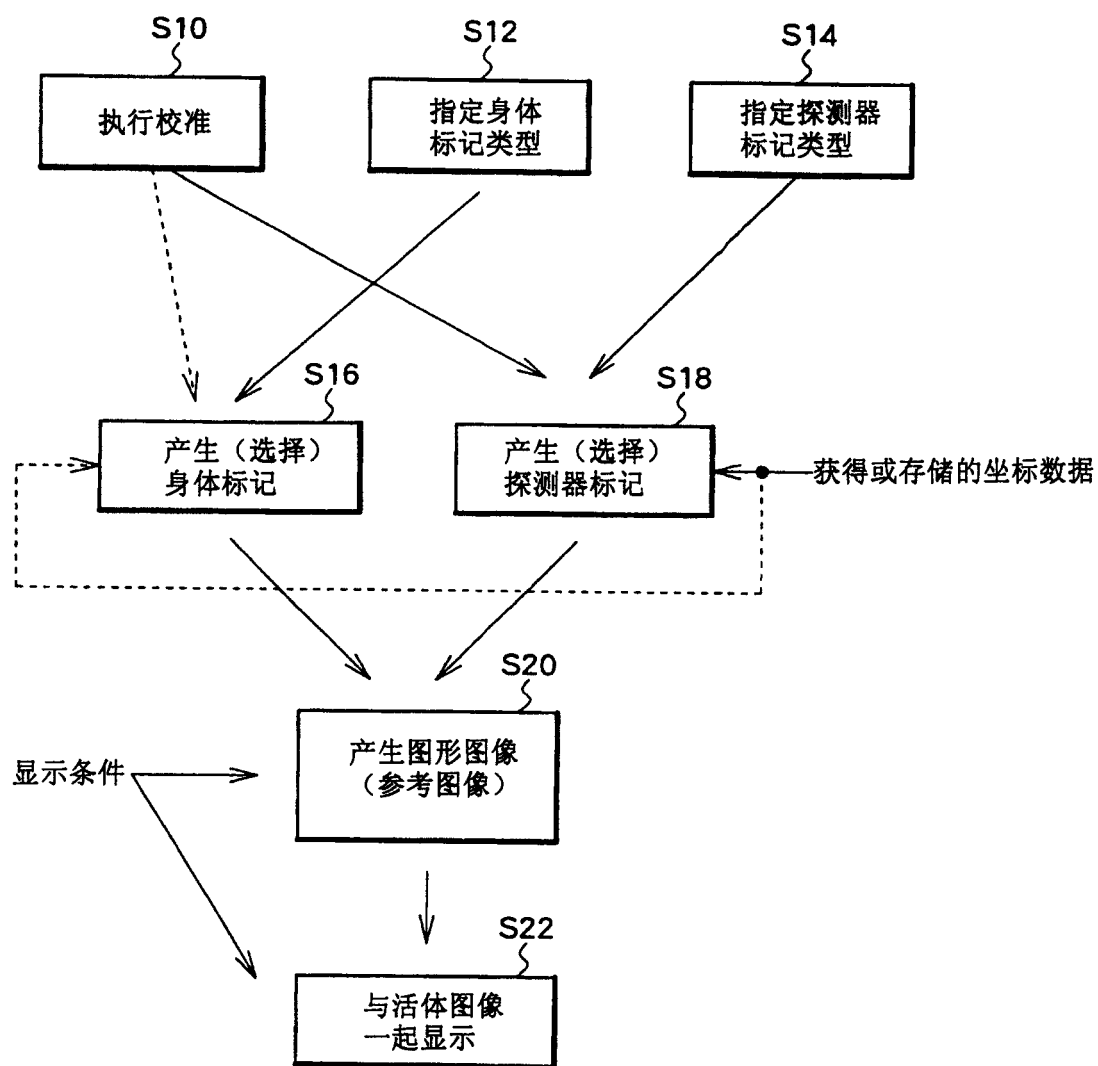 S10
S12
S14
执行校准
指定身体
标记类型
指定探测器
标记类型
S16
S18
产生（选择）
身体标记
产生（选择）
探测器标记
获得或存储的坐标数据
S20
产生图形图像
（参考图像）
显示条件
S22
与活体图像
一起显示